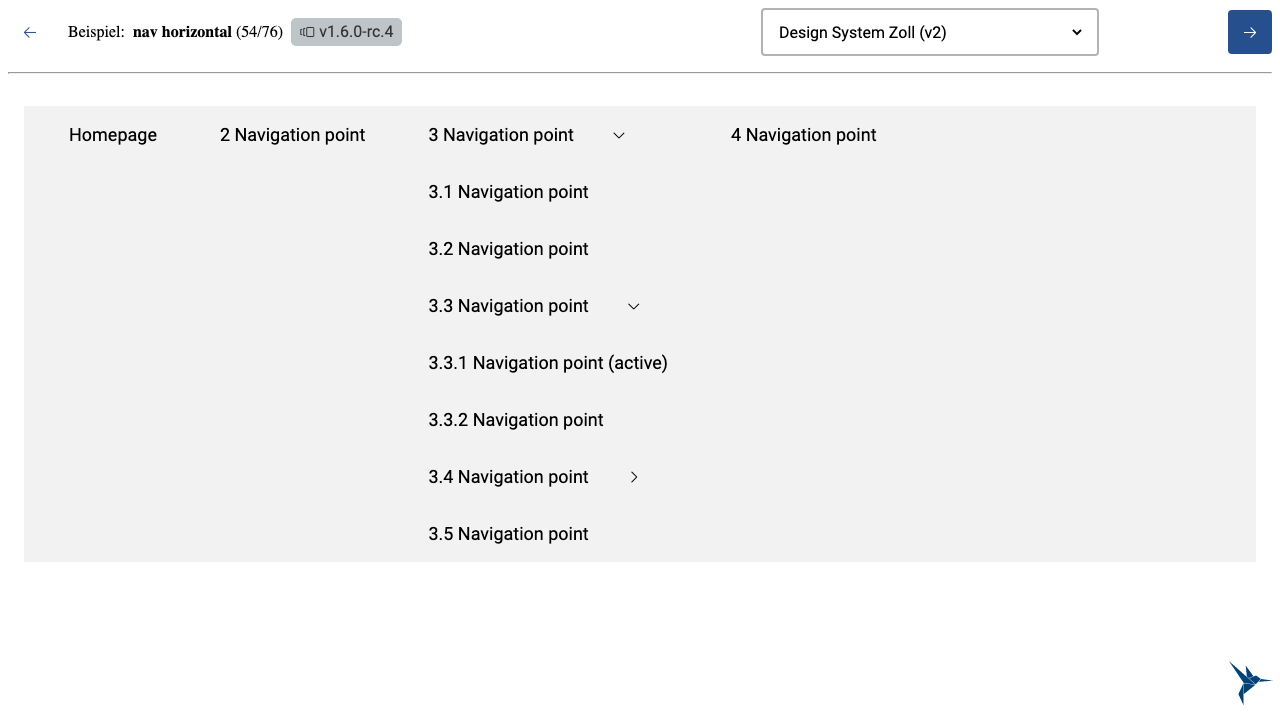 Beispiel: nav horizontal (54/76) v1.6.0-rc.4 Design System Zoll (v2)
Homepage 2 Navigation point 3 Navigation point 4 Navigation point
3.1 Navigation point
3.2 Navigation point
3.3 Navigation point
3.3.1 Navigation point (active)
3.3.2 Navigation point
3.4 Navigation point
3.5 Navigation point